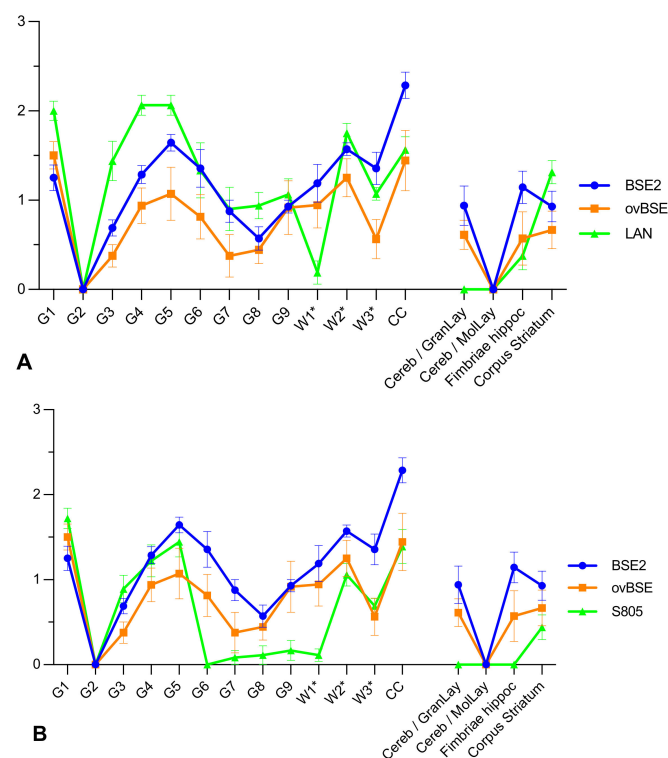 3
2
1
0
G1
G2
G3
G4
G5
G6
G7
G8
G9
W1*
W2*
W3*
CC
Cereb / GranLay
Cereb / MolLay
Fimbriae hippoc
Corpus Striatum
BSE2
ovBSE
LAN
A
3
2
1
0
G1
G2
G3
G4
G5
G6
G7
G8
G9
W1*
W2*
W3*
CC
Cereb / GranLay
Cereb / MolLay
Fimbriae hippoc
Corpus Striatum
BSE2
ovBSE
S805
B